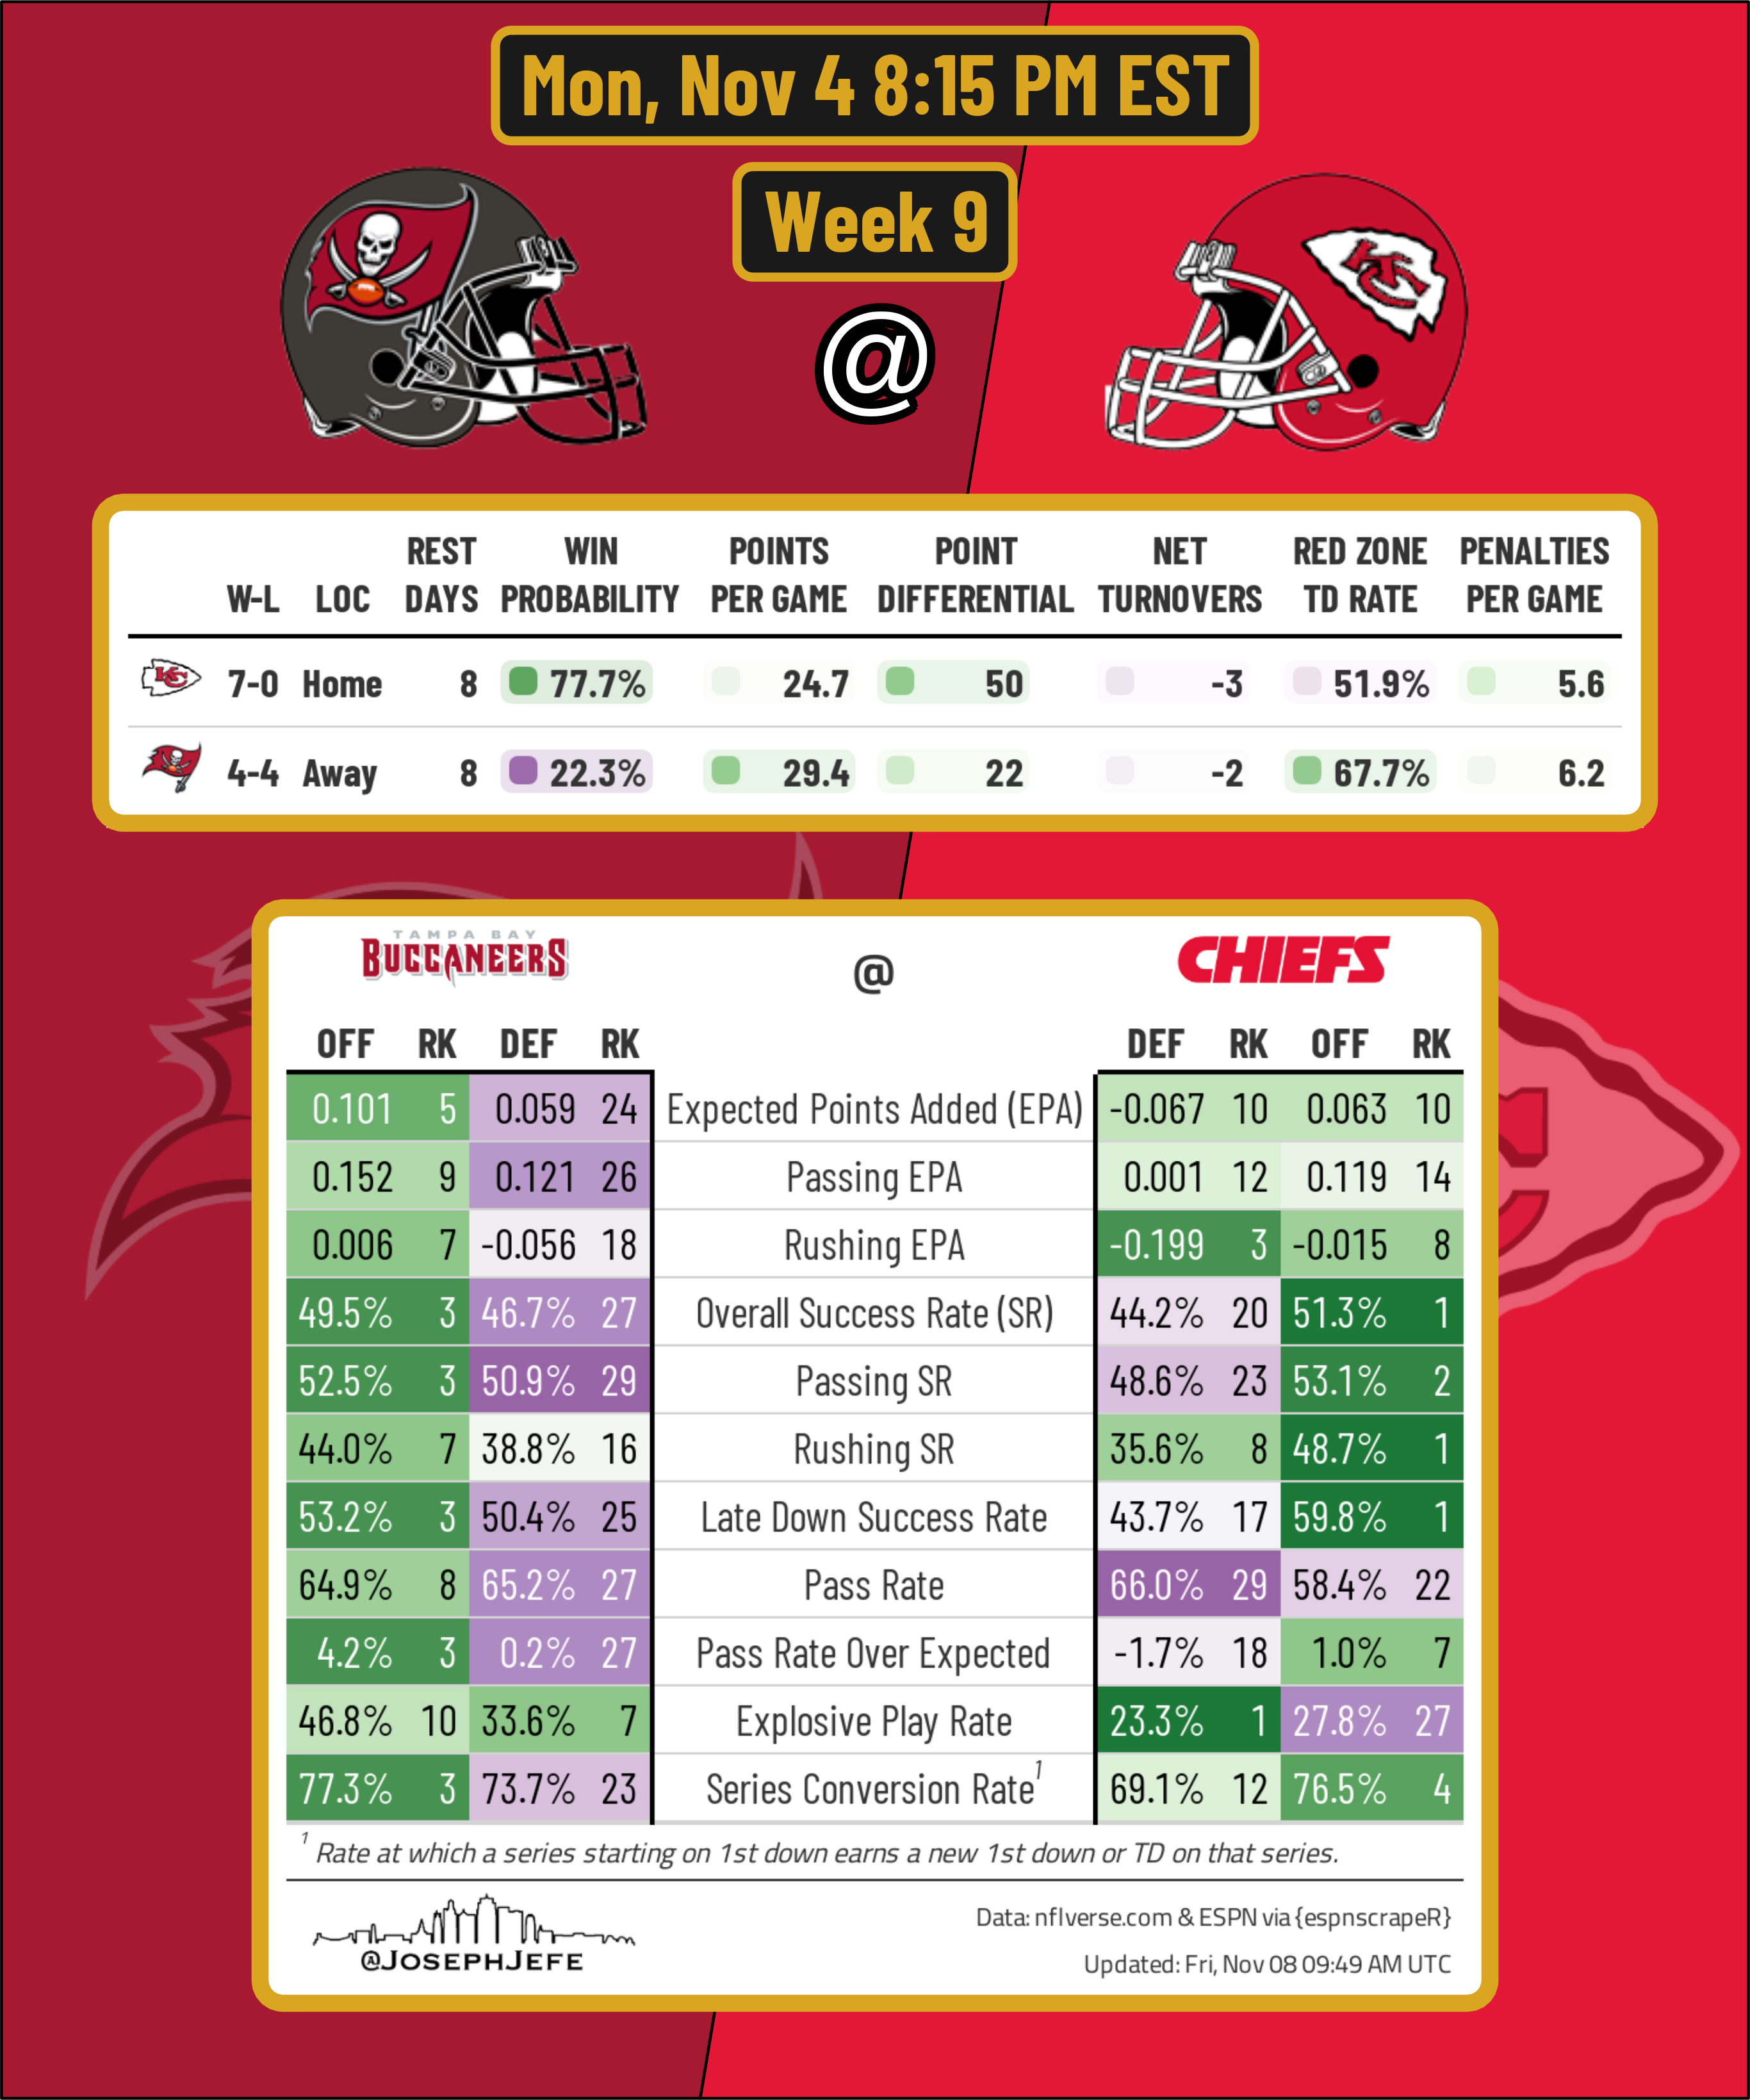 Mon, Nov 4 8:15 PM EST
Week 9
@
REST WIN POINTS POINT NET RED ZONE PENALTIES
W-L LOC DAYS PROBABILITY PER GAME DIFFERENTIAL TURNOVERS TD RATE PER GAME
KC 7-0 Home 8 77.7% 24.7 50 -3 51.9% 5.6
4-4 Away 8 22.3% 29.4 22 -2 67.7% 6.2
TAMPA BAY
BUCCANEERS @ CHIEFS
OFF RK DEF RK DEF RK OFF RK
0.101 5 0.059 24 Expected Points Added (EPA) -0.067 10 0.063 10
0.152 9 0.121 26 Passing EPA 0.001 12 0.119 14
0.006 7 -0.056 18 Rushing EPA -0.199 3 -0.015 8
49.5% 3 46.7% 27 Overall Success Rate (SR) 44.2% 20 51.3% 1
52.5% 3 50.9% 29 Passing SR 48.6% 23 53.1% 2
44.0% 7 38.8% 16 Rushing SR 35.6% 8 48.7% 1
53.2% 3 50.4% 25 Late Down Success Rate 43.7% 17 59.8% 1
64.9% 8 65.2% 27 Pass Rate 66.0% 29 58.4% 22
4.2% 3 0.2% 27 Pass Rate Over Expected -1.7% 18 1.0% 7
46.8% 10 33.6% 7 Explosive Play Rate 23.3% 1 27.8% 27
77.3% 3 73.7% 23 Series Conversion Rate¹ 69.1% 12 76.5% 4
¹ Rate at which a series starting on 1st down earns a new 1st down or TD on that series.
Data: nflverse.com & ESPN via {espnscrapeR}
@JOSEPHJEFE
Updated: Fri, Nov 08 09:49 AM UTC